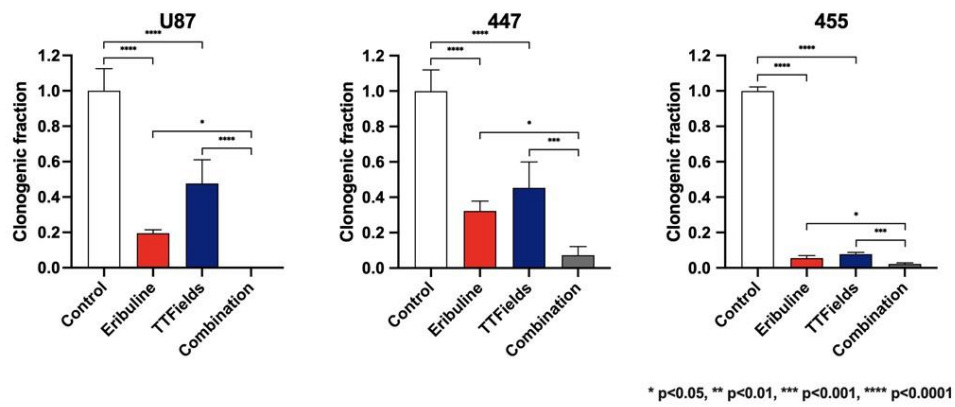 U87
Clonogenic fraction
1.2
1.0
0.8
0.6
0.4
0.2
0.0
****
****
*
****
Control
Eribuline
TTFields
Combination
447
Clonogenic fraction
1.2
1.0
0.8
0.6
0.4
0.2
0.0
****
****
*
***
Control
Eribuline
TTFields
Combination
455
Clonogenic fraction
1.2
1.0
0.8
0.6
0.4
0.2
0.0
****
****
*
***
Control
Eribuline
TTFields
Combination
* p<0.05, ** p<0.01, *** p<0.001, **** p<0.0001